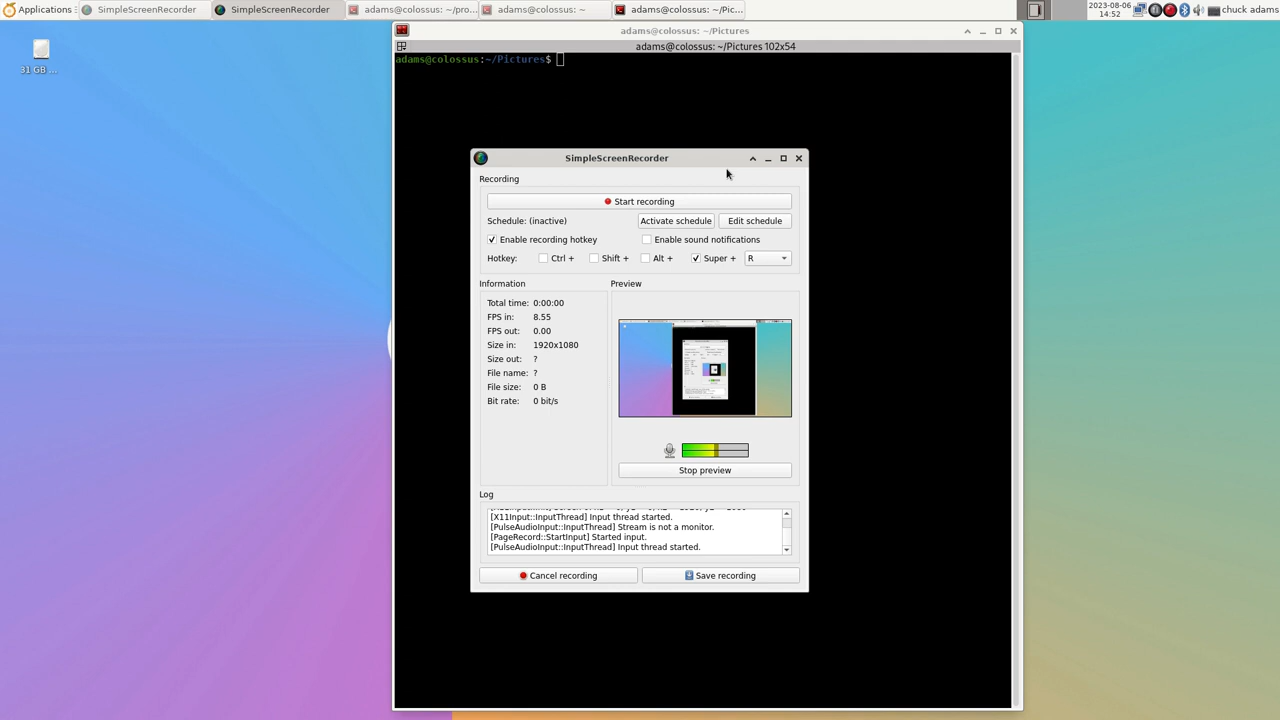 Applications SimpleScreenRecorder SimpleScreenRecorder adams@colossus: ~/pro... adams@colossus: ~ adams@colossus: ~/Pic... 2023-08-06 chuck adams
14:52
adams@colossus: ~/Pictures
adams@colossus: ~/Pictures 102x54
adams@colossus:~/Pictures$
31 GB ...
SimpleScreenRecorder
Recording
Start recording
Schedule: (inactive) Activate schedule Edit schedule
Enable recording hotkey Enable sound notifications
Hotkey: Ctrl + Shift + Alt + Super + R
Information Preview
Total time: 0:00:00
FPS in: 8.55
FPS out: 0.00
Size in: 1920x1080
Size out: ?
File name: ?
File size: 0 B
Bit rate: 0 bit/s
Stop preview
Log
[X11Input::InputThread] Input thread started.
[PulseAudioInput::InputThread] Stream is not a monitor.
[PageRecord::StartInput] Started input.
[PulseAudioInput::InputThread] Input thread started.
Cancel recording Save recording